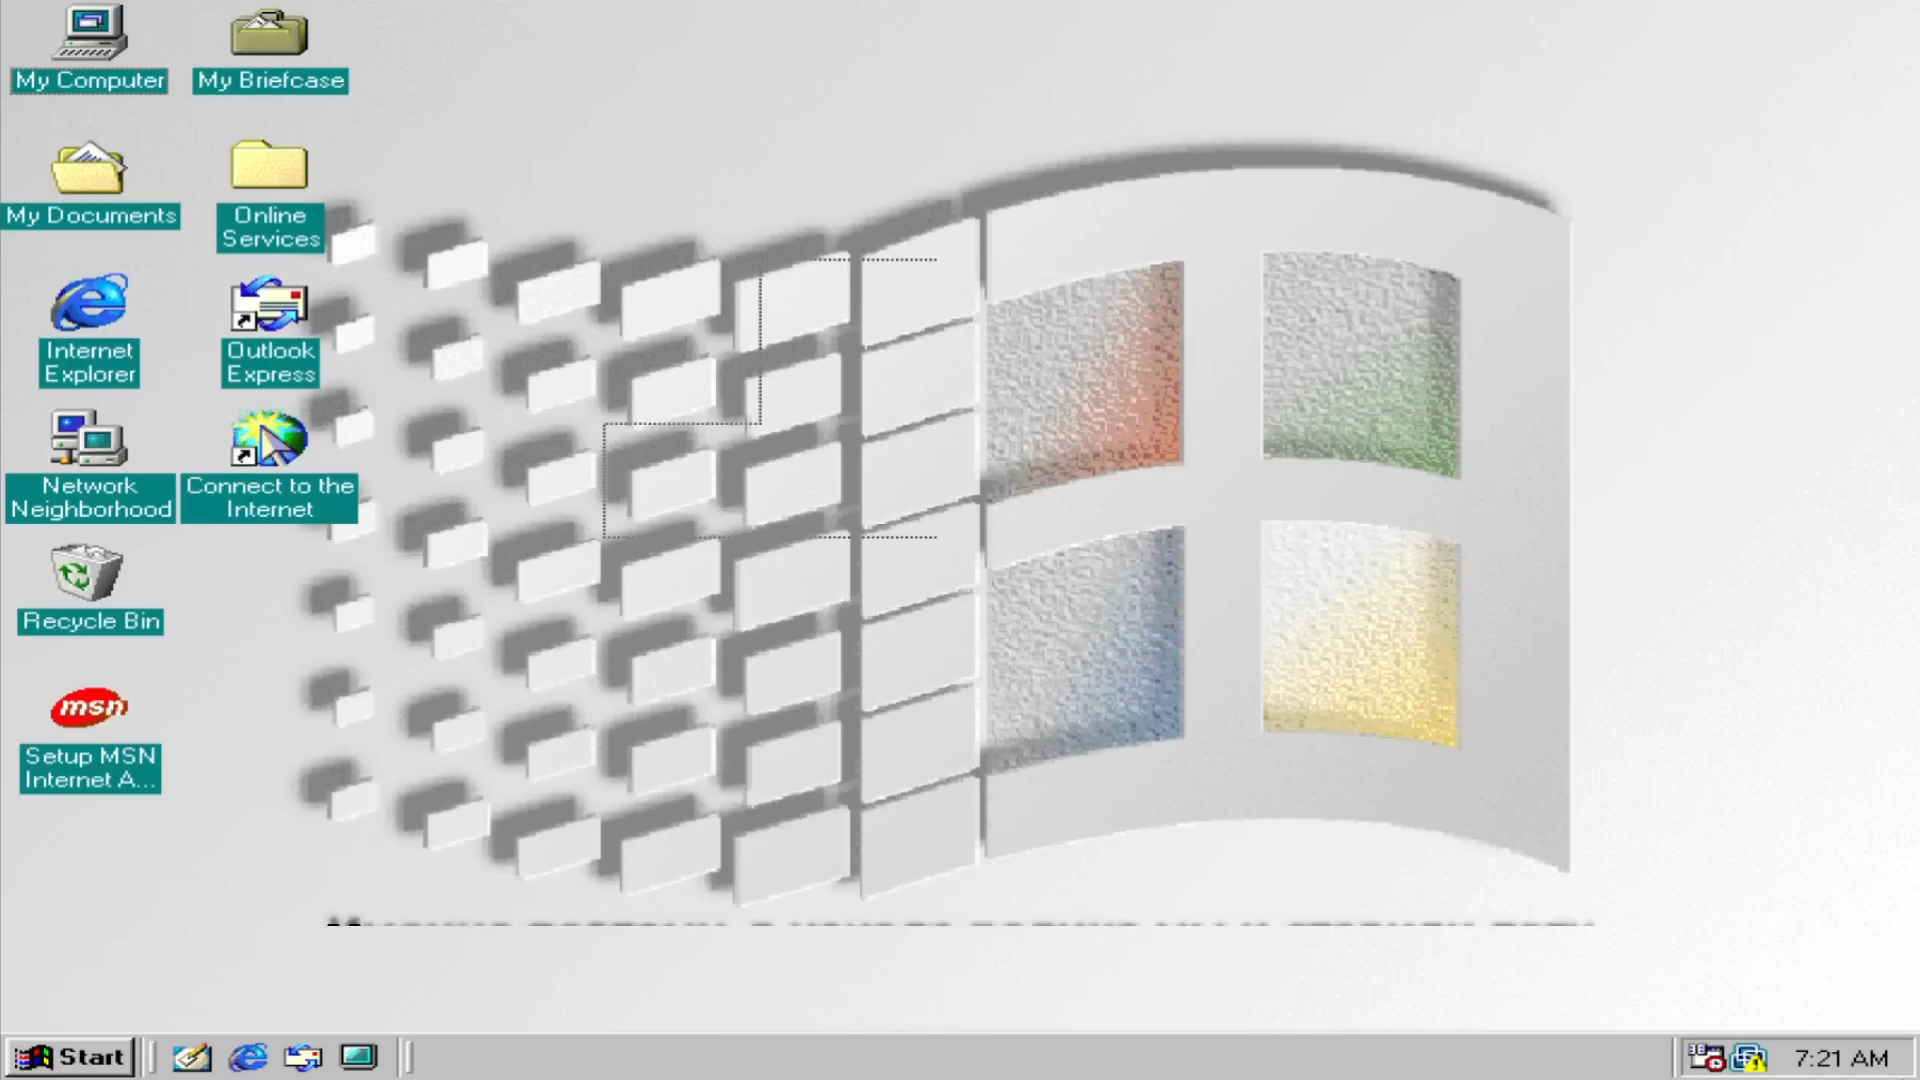 My Computer
My Briefcase
My Documents
Online
Services
Internet
Explorer
Outlook
Express
Network
Neighborhood
Connect to the
Internet
Recycle Bin
msn
Setup MSN
Internet A...
Start
7:21 AM